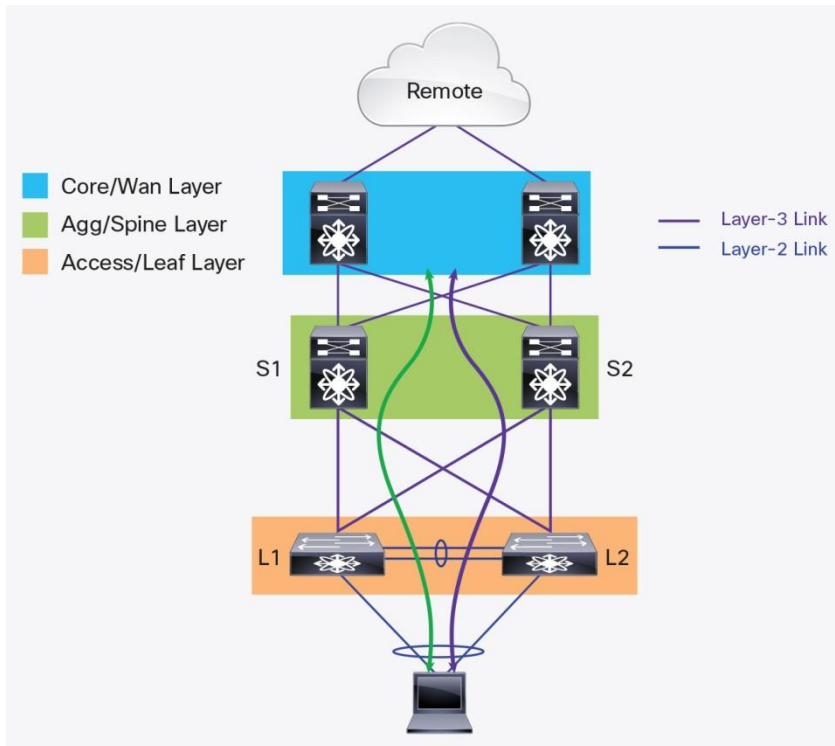 Remote
Core/Wan Layer
Agg/Spine Layer
Access/Leaf Layer
Layer-3 Link
Layer-2 Link
S1
S2
L1
L2